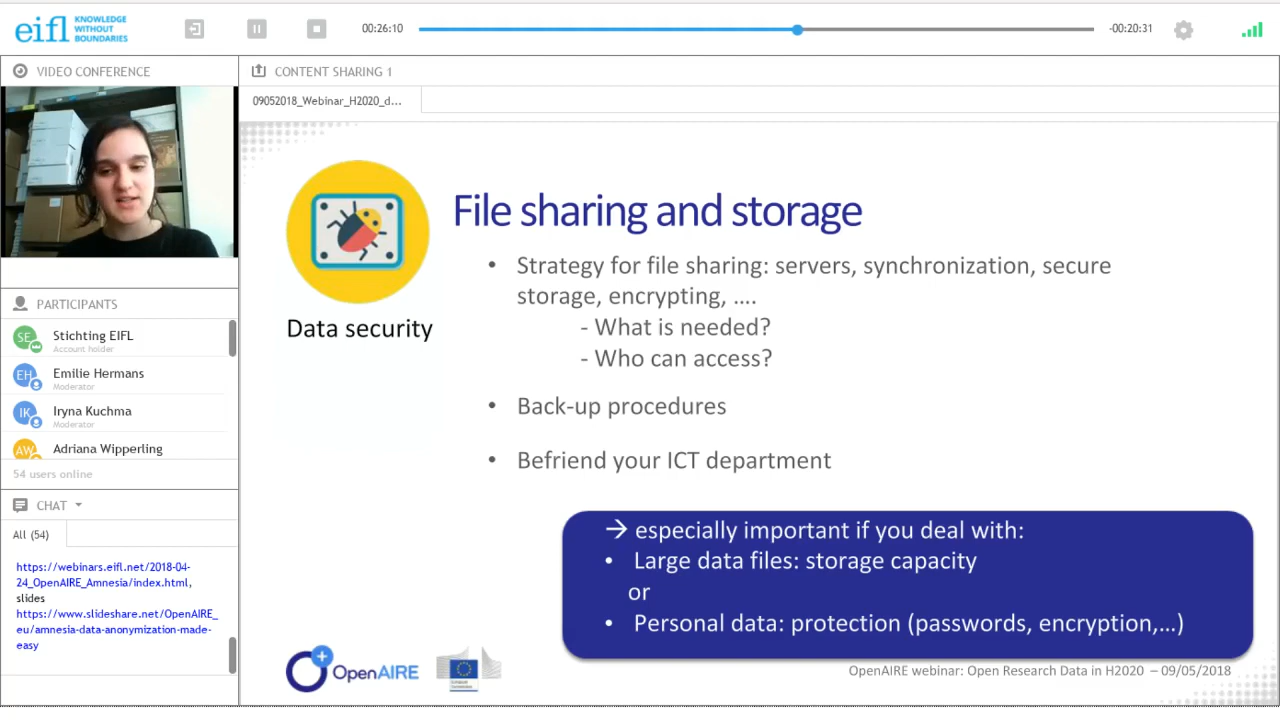 eifl KNOWLEDGE
WITHOUT
BOUNDARIES
00:26:10
-00:20:31
VIDEO CONFERENCE
CONTENT SHARING 1
09052018_Webinar_H2020_d...
File sharing and storage
Data security
• Strategy for file sharing: servers, synchronization, secure
storage, encrypting, ....
- What is needed?
- Who can access?
• Back-up procedures
• Befriend your ICT department
→ especially important if you deal with:
• Large data files: storage capacity
or
• Personal data: protection (passwords, encryption,...)
OpenAIRE
OpenAIRE webinar: Open Research Data in H2020 – 09/05/2018
PARTICIPANTS
SE Stichting EIFL
Account holder
EH Emilie Hermans
Moderator
IK Iryna Kuchma
Moderator
AW Adriana Wipperling
54 users online
CHAT
All (54)
https://webinars.eifl.net/2018-04-
24_OpenAIRE_Amnesia/index.html,
slides
https://www.slideshare.net/OpenAIRE_
eu/amnesia-data-anonymization-made-
easy